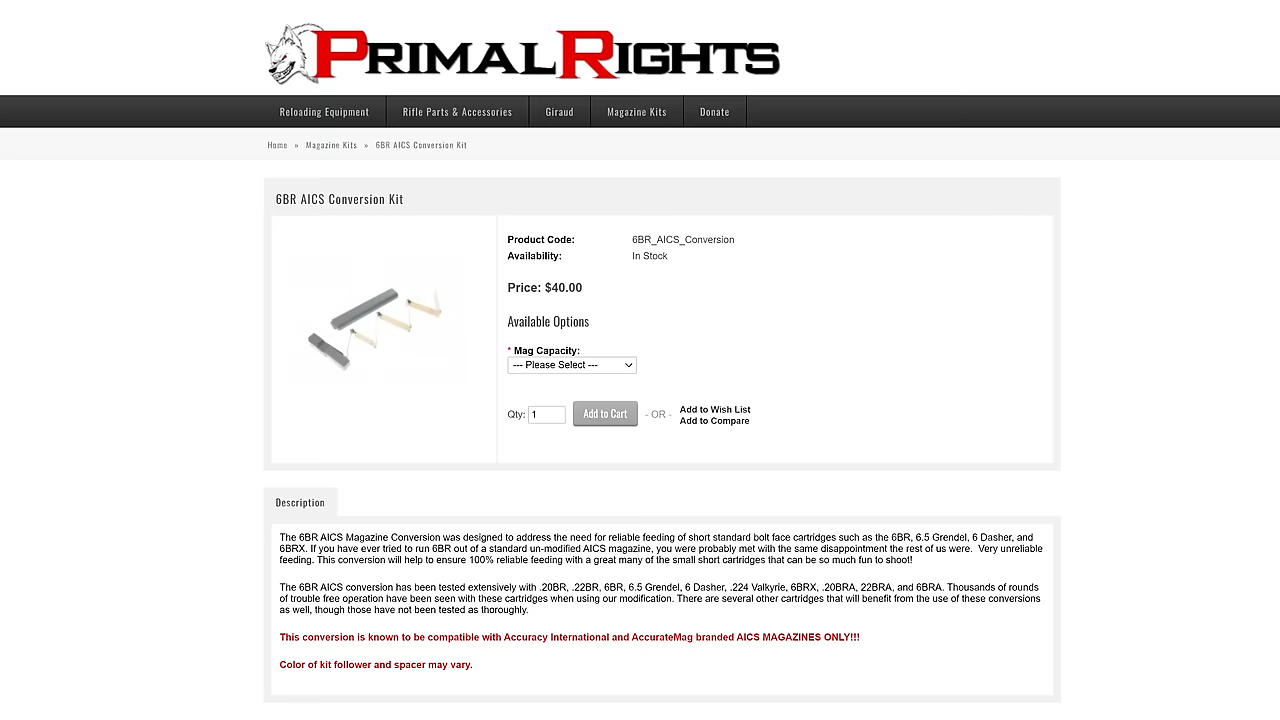 PRIMAL RIGHTS
Reloading Equipment
Rifle Parts & Accessories
Giraud
Magazine Kits
Donate
Home » Magazine Kits » 6BR AICS Conversion Kit
6BR AICS Conversion Kit
Product Code: 6BR_AICS_Conversion
Availability: In Stock
Price: $40.00
Available Options
* Mag Capacity:
--- Please Select ---
Qty: 1 Add to Cart - OR - Add to Wish List
Add to Compare
Description
The 6BR AICS Magazine Conversion was designed to address the need for reliable feeding of short standard bolt face cartridges such as the 6BR, 6.5 Grendel, 6 Dasher, and
6BRX. If you have ever tried to run 6BR out of a standard un-modified AICS magazine, you were probably met with the same disappointment the rest of us were.  Very unreliable
feeding. This conversion will help to ensure 100% reliable feeding with a great many of the small short cartridges that can be so much fun to shoot!
The 6BR AICS conversion has been tested extensively with .20BR, .22BR, 6BR, 6.5 Grendel, 6 Dasher, .224 Valkyrie, 6BRX, .20BRA, 22BRA, and 6BRA. Thousands of rounds
of trouble free operation have been seen with these cartridges when using our modification. There are several other cartridges that will benefit from the use of these conversions
as well, though those have not been tested as thoroughly.
This conversion is known to be compatible with Accuracy International and AccurateMag branded AICS MAGAZINES ONLY!!!
Color of kit follower and spacer may vary.